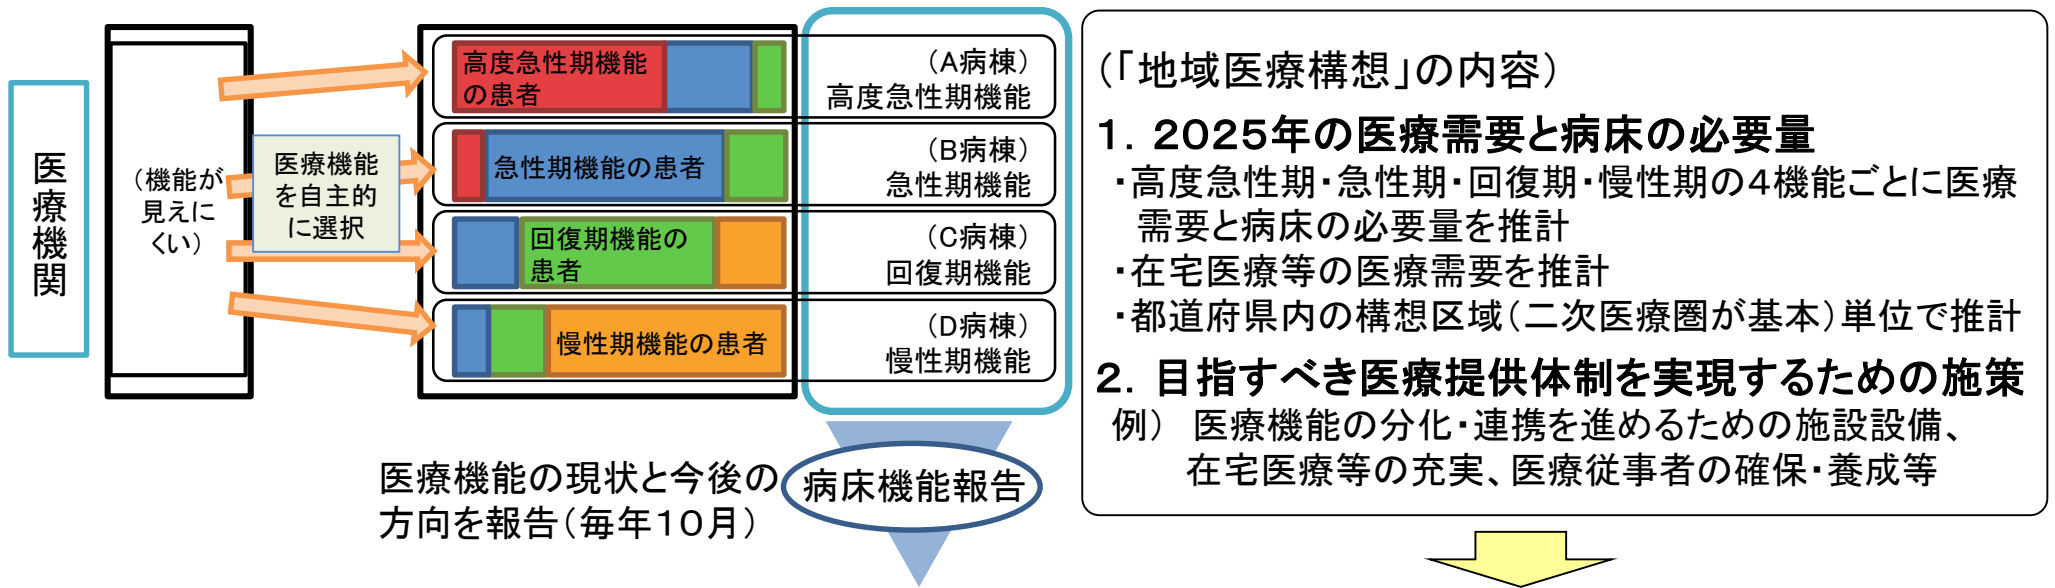 医療機関
(機能が
見えに
くい)
医療機能
を自主的
に選択
高度急性期機能
の患者
(A病棟)
高度急性期機能
急性期機能の患者
(B病棟)
急性期機能
回復期機能の
患者
(C病棟)
回復期機能
慢性期機能の患者
(D病棟)
慢性期機能
医療機能の現状と今後の
方向を報告(毎年10月)
病床機能報告
(「地域医療構想」の内容)
1.2025年の医療需要と病床の必要量
・高度急性期・急性期・回復期・慢性期の4機能ごとに医療
需要と病床の必要量を推計
・在宅医療等の医療需要を推計
・都道府県内の構想区域(二次医療圏が基本)単位で推計
2.目指すべき医療提供体制を実現するための施策
例) 医療機能の分化・連携を進めるための施設設備、
在宅医療等の充実、医療従事者の確保・養成等